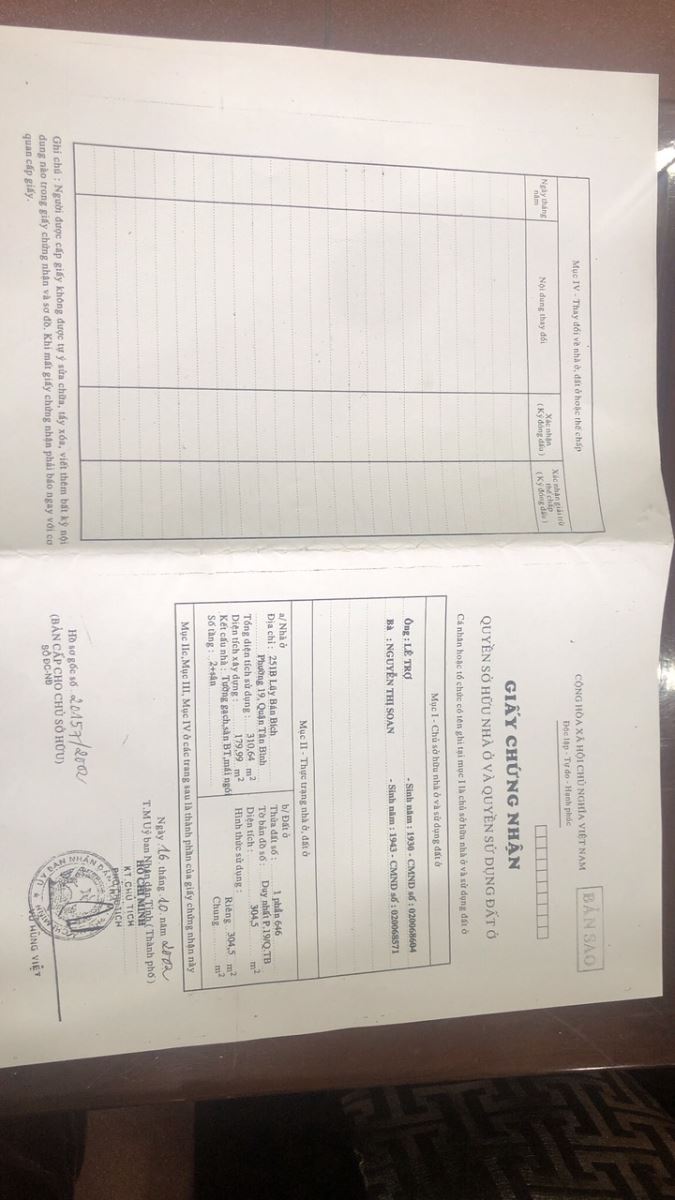 CỘNG HÒA XÃ HỘI CHỦ NGHĨA VIỆT NAM
Độc lập - Tự do - Hạnh phúc
BẢN SAO
GIẤY CHỨNG NHẬN
QUYỀN SỞ HỮU NHÀ Ở VÀ QUYỀN SỬ DỤNG ĐẤT Ở
Cá nhân hoặc tổ chức có tên ghi tại mục I là chủ sở hữu nhà ở và sử dụng đất ở
Mục I - Chủ sở hữu nhà ở và sử dụng đất ở
Ông : LÊ TRỢ - Sinh năm : 1930 - CMND số : 020068604
Bà : NGUYỄN THỊ SOAN - Sinh năm : 1943 - CMND số : 020068571
Mục II - Thực trạng nhà ở, đất ở
a/ Nhà ở
Địa chỉ : 251B Lũy Bán Bích
Phường 19, Quận Tân Bình
Tổng diện tích sử dụng : 310,64 m²
Diện tích xây dựng : 179,99 m²
Kết cấu nhà : Tường gạch,sàn BT,mái ngói
Số tầng : 2+sân
b/ Đất ở
Thửa đất số : 1 phần 646
Tờ bản đồ số : Duy nhất P.19/Q.TB
Diện tích : 304,5 m²
Hình thức sử dụng :
Riêng : 304,5 m²
Chung m²
Mục IIc,Mục III, Mục IV ở các trang sau là thành phần của giấy chứng nhận này
Ngày 16 tháng 10 năm 2002
T.M Uỷ ban Nhân dân Tỉnh ( Thành phố )
HỒ CHÍ MINH
KT CHỦ TỊCH
PHÓ CHỦ TỊCH
ỦY BAN NHÂN DÂN
VŨ HÙNG VIỆT
Hồ sơ gốc số 20157/2002
(BẢN CẤP CHO CHỦ SỞ HỮU)
SỞ ĐC-NĐ
Mục IV - Thay đổi về nhà ở, đất ở hoặc thế chấp
Ngày tháng năm
Nội dung thay đổi
Xác nhận
( Ký đóng dấu )
Xác nhận giải trừ
thế chấp
( Ký đóng dấu )
Ghi chú : Người được cấp giấy không được tự ý sửa chữa, tẩy xóa, viết thêm bất kỳ nội
dung nào trong giấy chứng nhận và sơ đồ. Khi mất giấy chứng nhận phải báo ngay với cơ
quan cấp giấy.